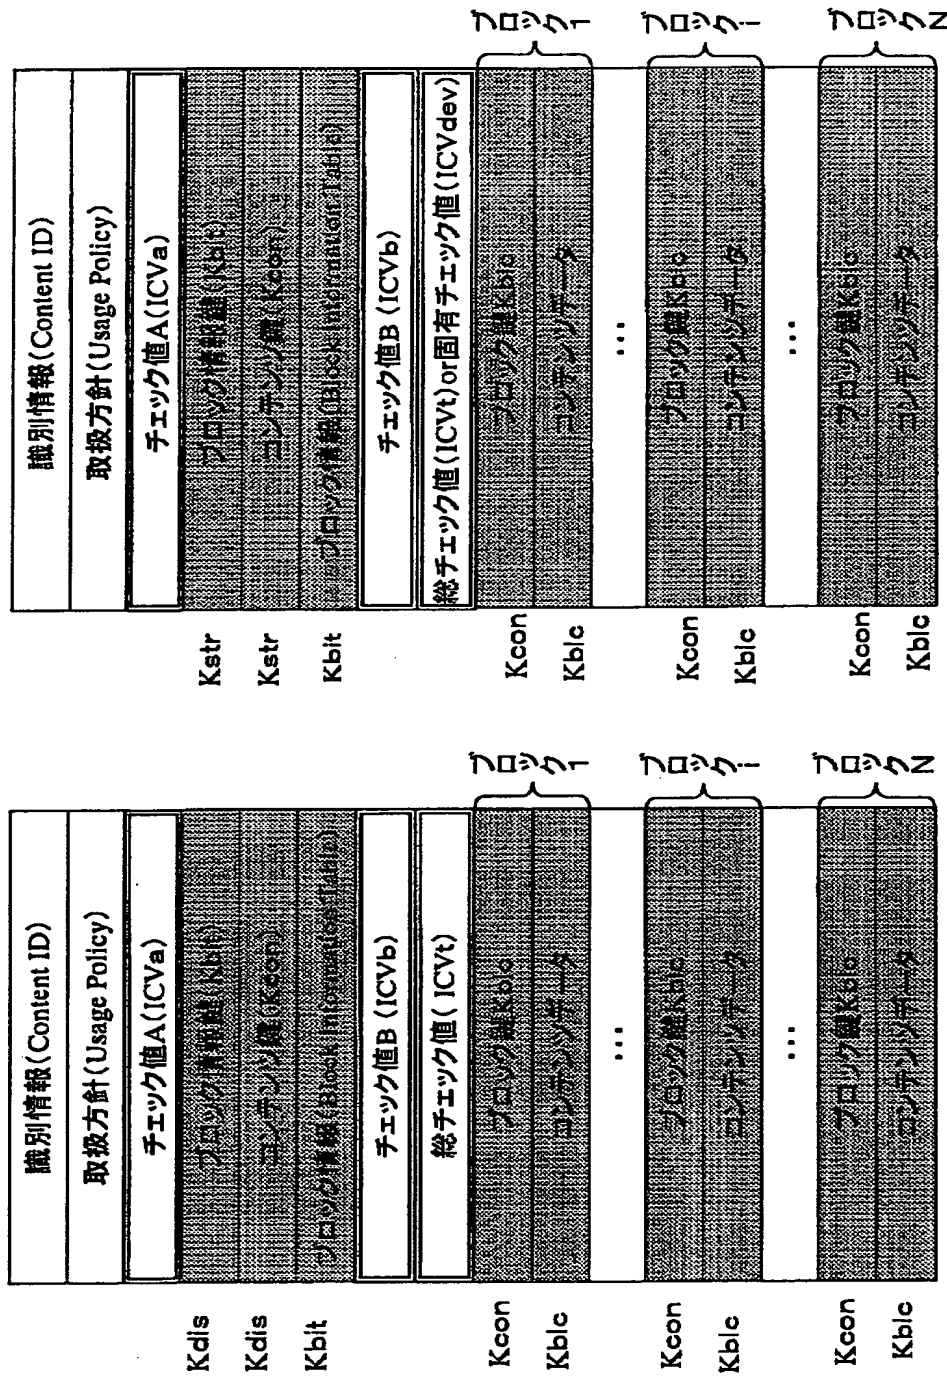 識別情報(Content ID)
取扱方針(Usage Policy)
チェック値A(ICVa)
Kdis ブロック情報鍵(Kbit)
Kdis コンテンツ鍵(Kcon)
Kbit ブロック情報(Block Information Table)
チェック値B(ICVb)
総チェック値(ICVt)
Kcon ブロック鍵Kblc
Kblc コンテンツデータ
ブロック1
…
Kcon ブロック鍵Kblc
Kblc コンテンツデータ
ブロックi
…
Kcon ブロック鍵Kblc
Kblc コンテンツデータ
ブロックN
識別情報(Content ID)
取扱方針(Usage Policy)
チェック値A(ICVa)
Kstr ブロック情報鍵(Kbit)
Kstr コンテンツ鍵(Kcon)
Kbit ブロック情報(Block Information Table)
チェック値B(ICVb)
総チェック値(ICVt)or固有チェック値(ICVdev)
Kcon ブロック鍵Kblc
Kblc コンテンツデータ
ブロック1
…
Kcon ブロック鍵Kblc
Kblc コンテンツデータ
ブロックi
…
Kcon ブロック鍵Kblc
Kblc コンテンツデータ
ブロックN